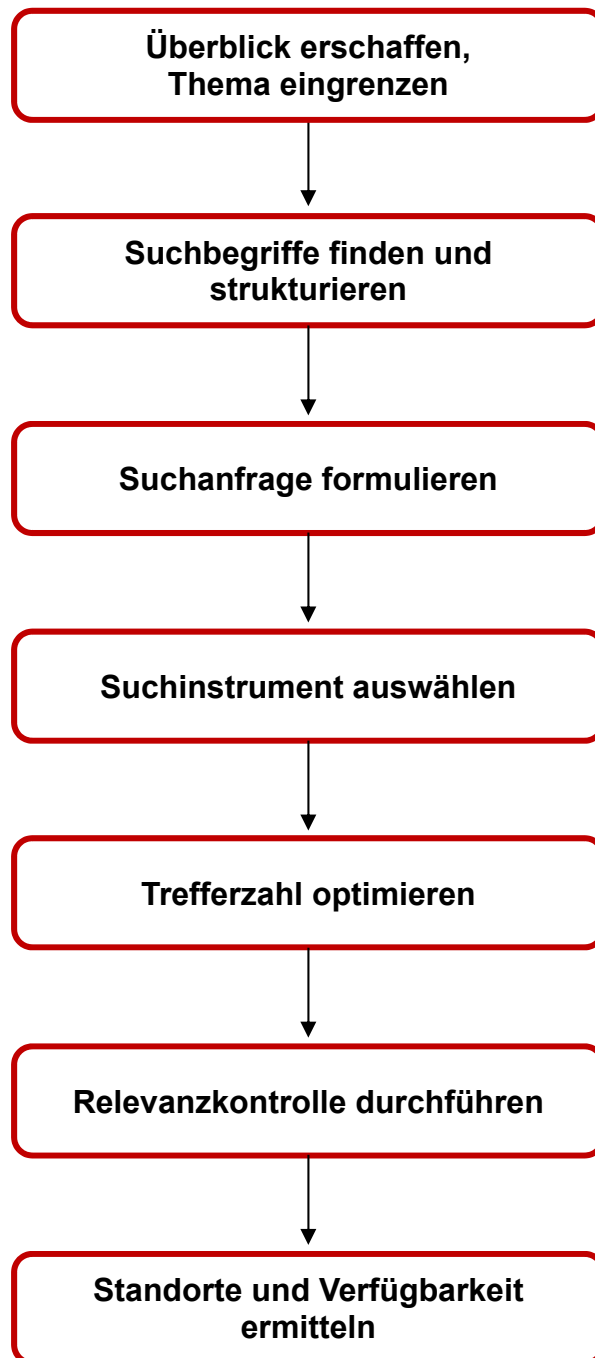 Überblick erschaffen,
Thema eingrenzen
Suchbegriffe finden und
strukturieren
Suchanfrage formulieren
Suchinstrument auswählen
Trefferzahl optimieren
Relevanzkontrolle durchführen
Standorte und Verfügbarkeit
ermitteln